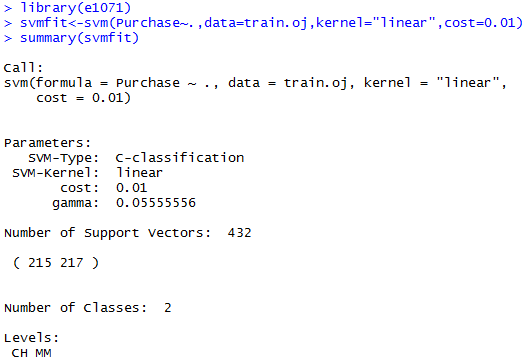 > library(e1071)
> svmfit<-svm(Purchase~.,data=train.oj,kernel="linear",cost=0.01)
> summary(svmfit)
Call:
svm(formula = Purchase ~ ., data = train.oj, kernel = "linear",
cost = 0.01)
Parameters:
SVM-Type: C-classification
SVM-Kernel: linear
cost: 0.01
gamma: 0.05555556
Number of Support Vectors: 432
( 215 217 )
Number of Classes: 2
Levels:
CH MM